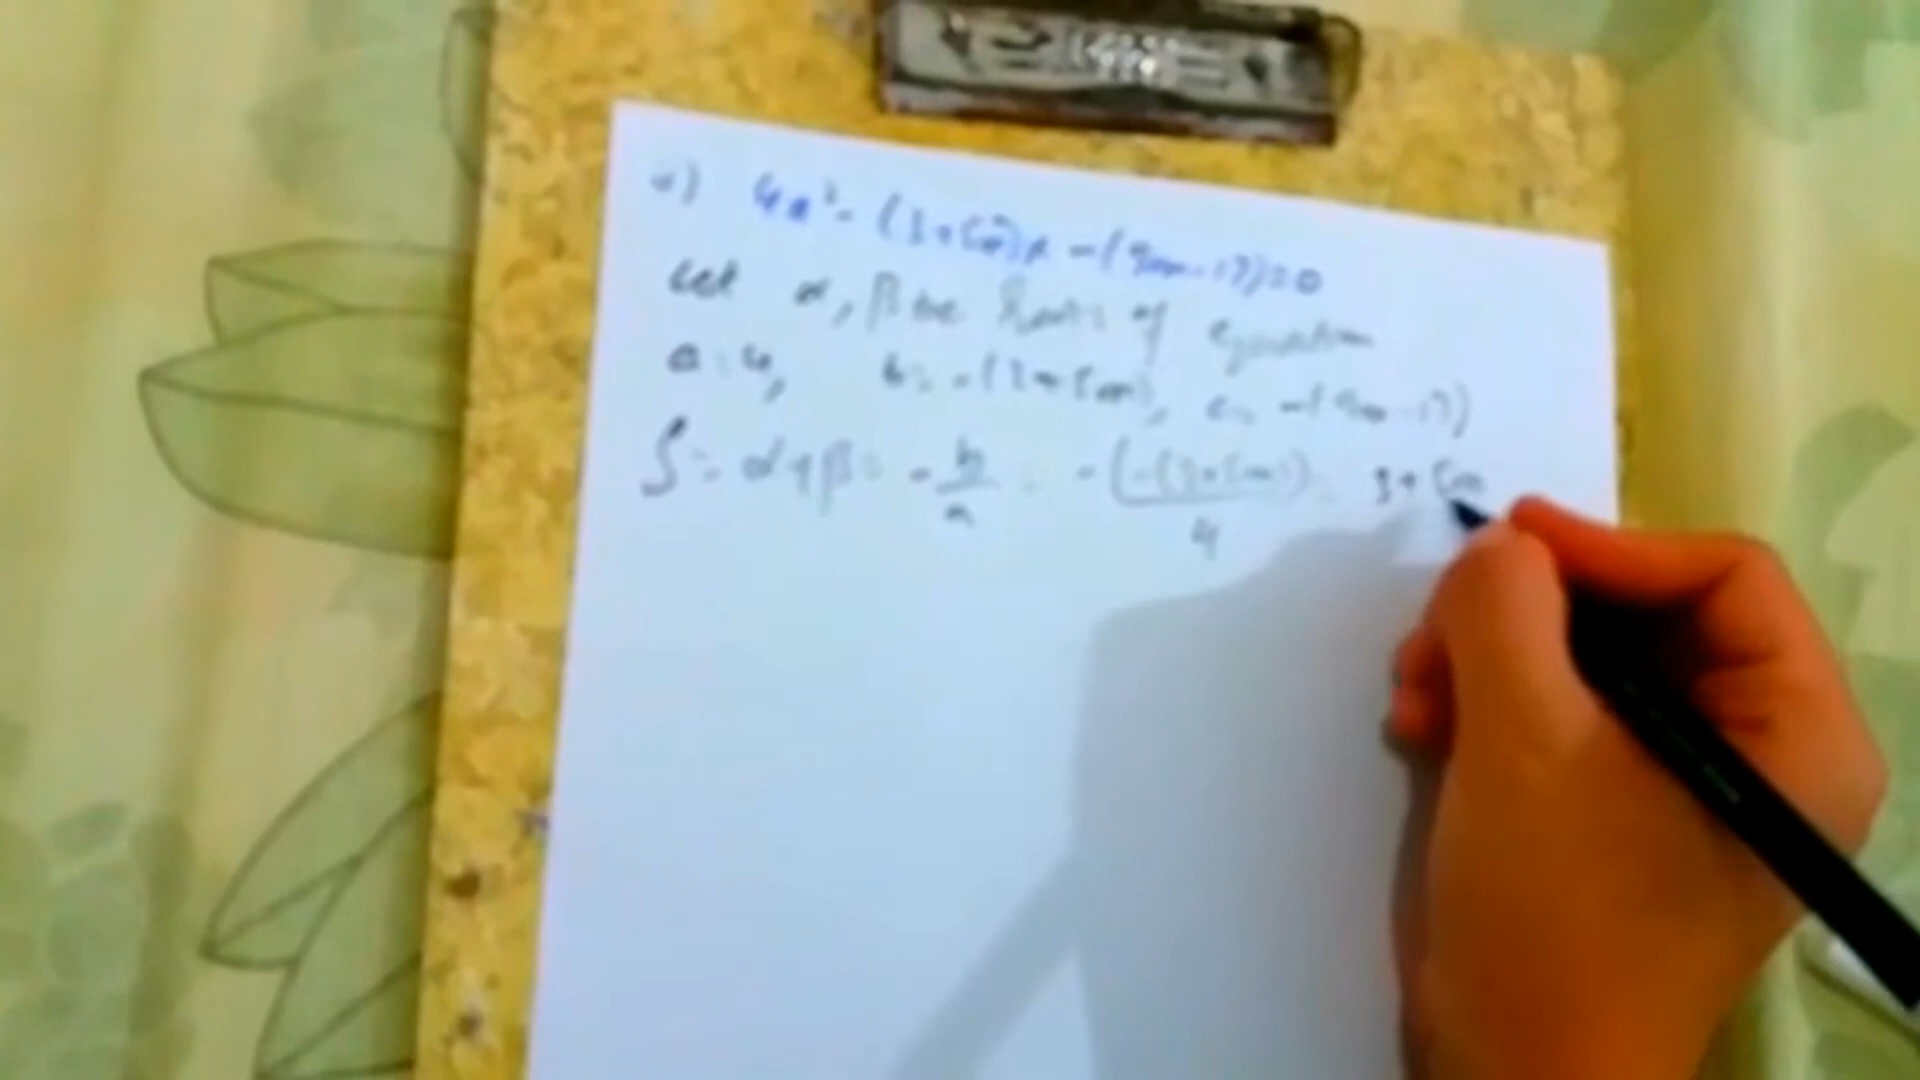 4x² - (3+5m)x - (9m-17)=0
Let α, β be Roots of equation
a=4, b= -(3+5m), c= -(9m-17)
S= α+β= - b/a = -(-(3+5m))/4 = 3+5m